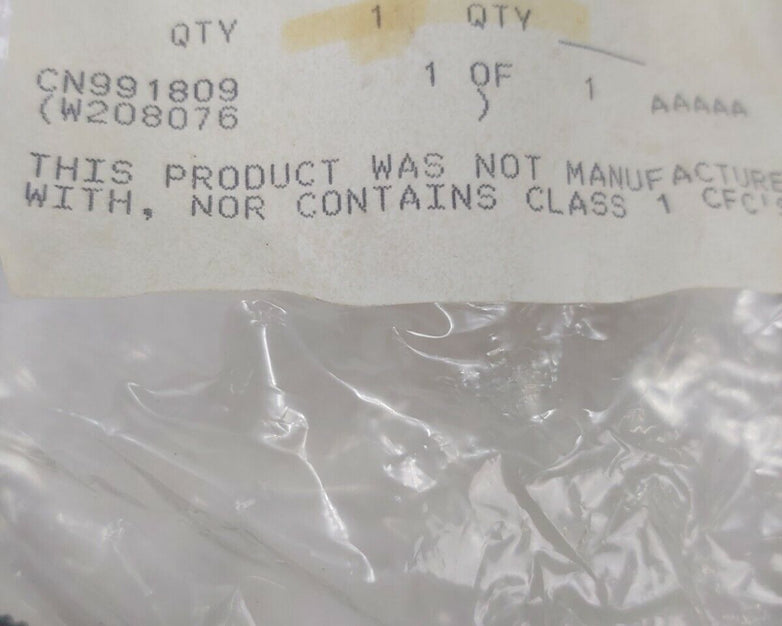 QTY 1 QTY
CN991809 1 OF 1 AAAAA
(W208076 )
THIS PRODUCT WAS NOT MANUFACTURE
WITH, NOR CONTAINS CLASS 1 CFC'S